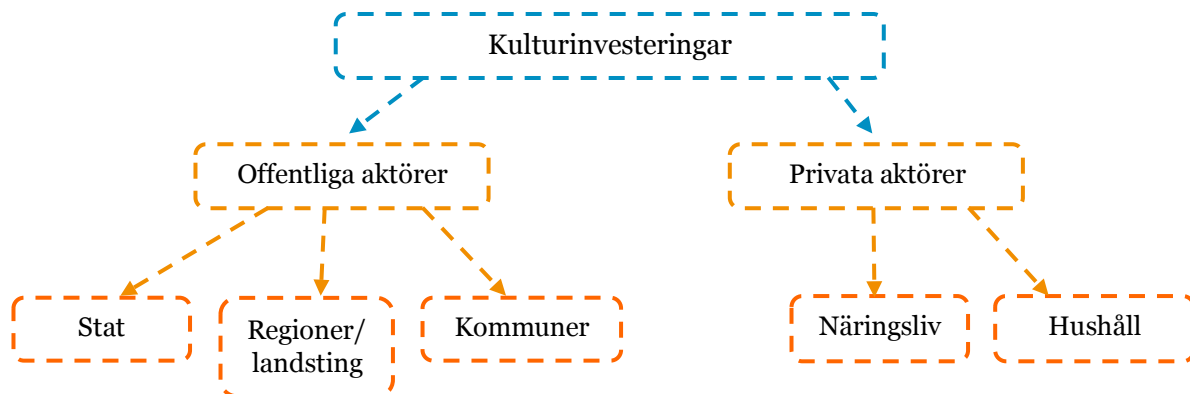 Kulturinvesteringar
Offentliga aktörer
Privata aktörer
Stat
Regioner/
landsting
Kommuner
Näringsliv
Hushåll